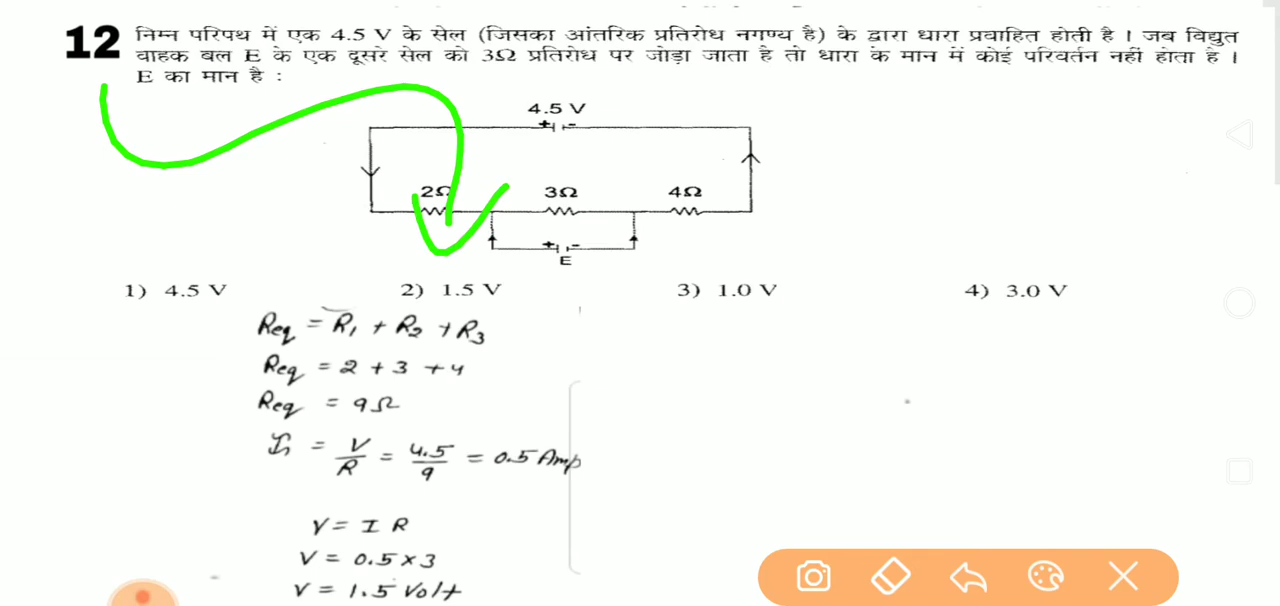 12 निम्न परिपथ में एक 4.5 V के सेल (जिसका आंतरिक प्रतिरोध नगण्य है) के द्वारा धारा प्रवाहित होती है । जब विद्युत
वाहक बल E के एक दूसरे सेल को 3Ω प्रतिरोध पर जोड़ा जाता है तो धारा के मान में कोई परिवर्तन नहीं होता है ।
E का मान है :
4.5 V
+ -
2Ω 3Ω 4Ω
+ -
E
1) 4.5 V 2) 1.5 V 3) 1.0 V 4) 3.0 V
Req = R1 + R2 + R3
Req = 2 + 3 + 4
Req = 9Ω
= V/R = 4.5/9 = 0.5 Amp
V = I R
V = 0.5 × 3
V = 1.5 Volt